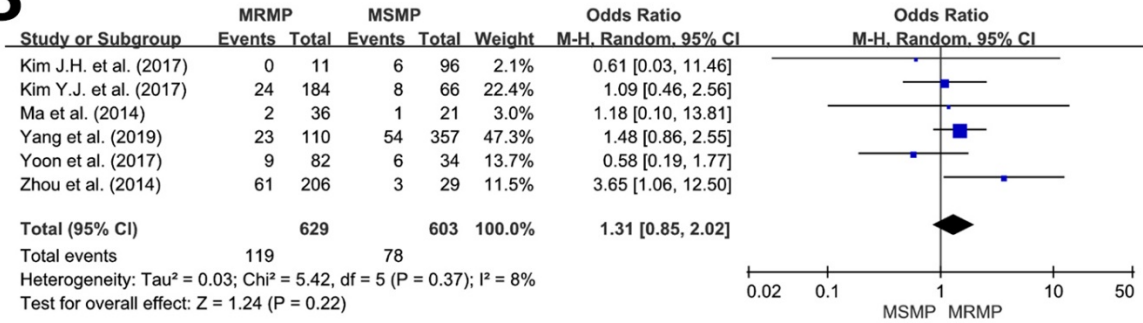 MRMP MSMP Odds Ratio Odds Ratio
Study or Subgroup Events Total Events Total Weight M-H, Random, 95% CI M-H, Random, 95% CI
Kim J.H. et al. (2017) 0 11 6 96 2.1% 0.61 [0.03, 11.46]
Kim Y.J. et al. (2017) 24 184 8 66 22.4% 1.09 [0.46, 2.56]
Ma et al. (2014) 2 36 1 21 3.0% 1.18 [0.10, 13.81]
Yang et al. (2019) 23 110 54 357 47.3% 1.48 [0.86, 2.55]
Yoon et al. (2017) 9 82 6 34 13.7% 0.58 [0.19, 1.77]
Zhou et al. (2014) 61 206 3 29 11.5% 3.65 [1.06, 12.50]
Total (95% CI) 629 603 100.0% 1.31 [0.85, 2.02]
Total events 119 78
Heterogeneity: Tau² = 0.03; Chi² = 5.42, df = 5 (P = 0.37); I² = 8%
Test for overall effect: Z = 1.24 (P = 0.22)
0.02 0.1 1 10 50
MSMP MRMP